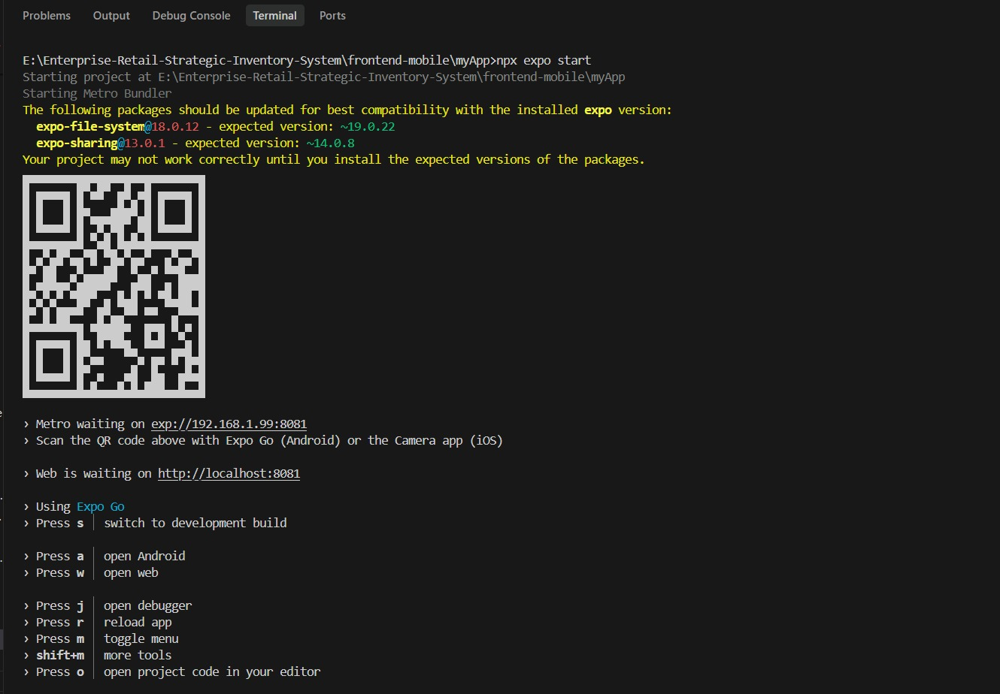 Problems Output Debug Console Terminal Ports
E:\Enterprise-Retail-Strategic-Inventory-System\frontend-mobile\myApp>npx expo start
Starting project at E:\Enterprise-Retail-Strategic-Inventory-System\frontend-mobile\myApp
Starting Metro Bundler
The following packages should be updated for best compatibility with the installed expo version:
  expo-file-system@18.0.12 - expected version: ~19.0.22
  expo-sharing@13.0.1 - expected version: ~14.0.8
Your project may not work correctly until you install the expected versions of the packages.
› Metro waiting on exp://192.168.1.99:8081
› Scan the QR code above with Expo Go (Android) or the Camera app (iOS)
› Web is waiting on http://localhost:8081
› Using Expo Go
› Press s │ switch to development build
› Press a │ open Android
› Press w │ open web
› Press j │ open debugger
› Press r │ reload app
› Press m │ toggle menu
› shift+m │ more tools
› Press o │ open project code in your editor